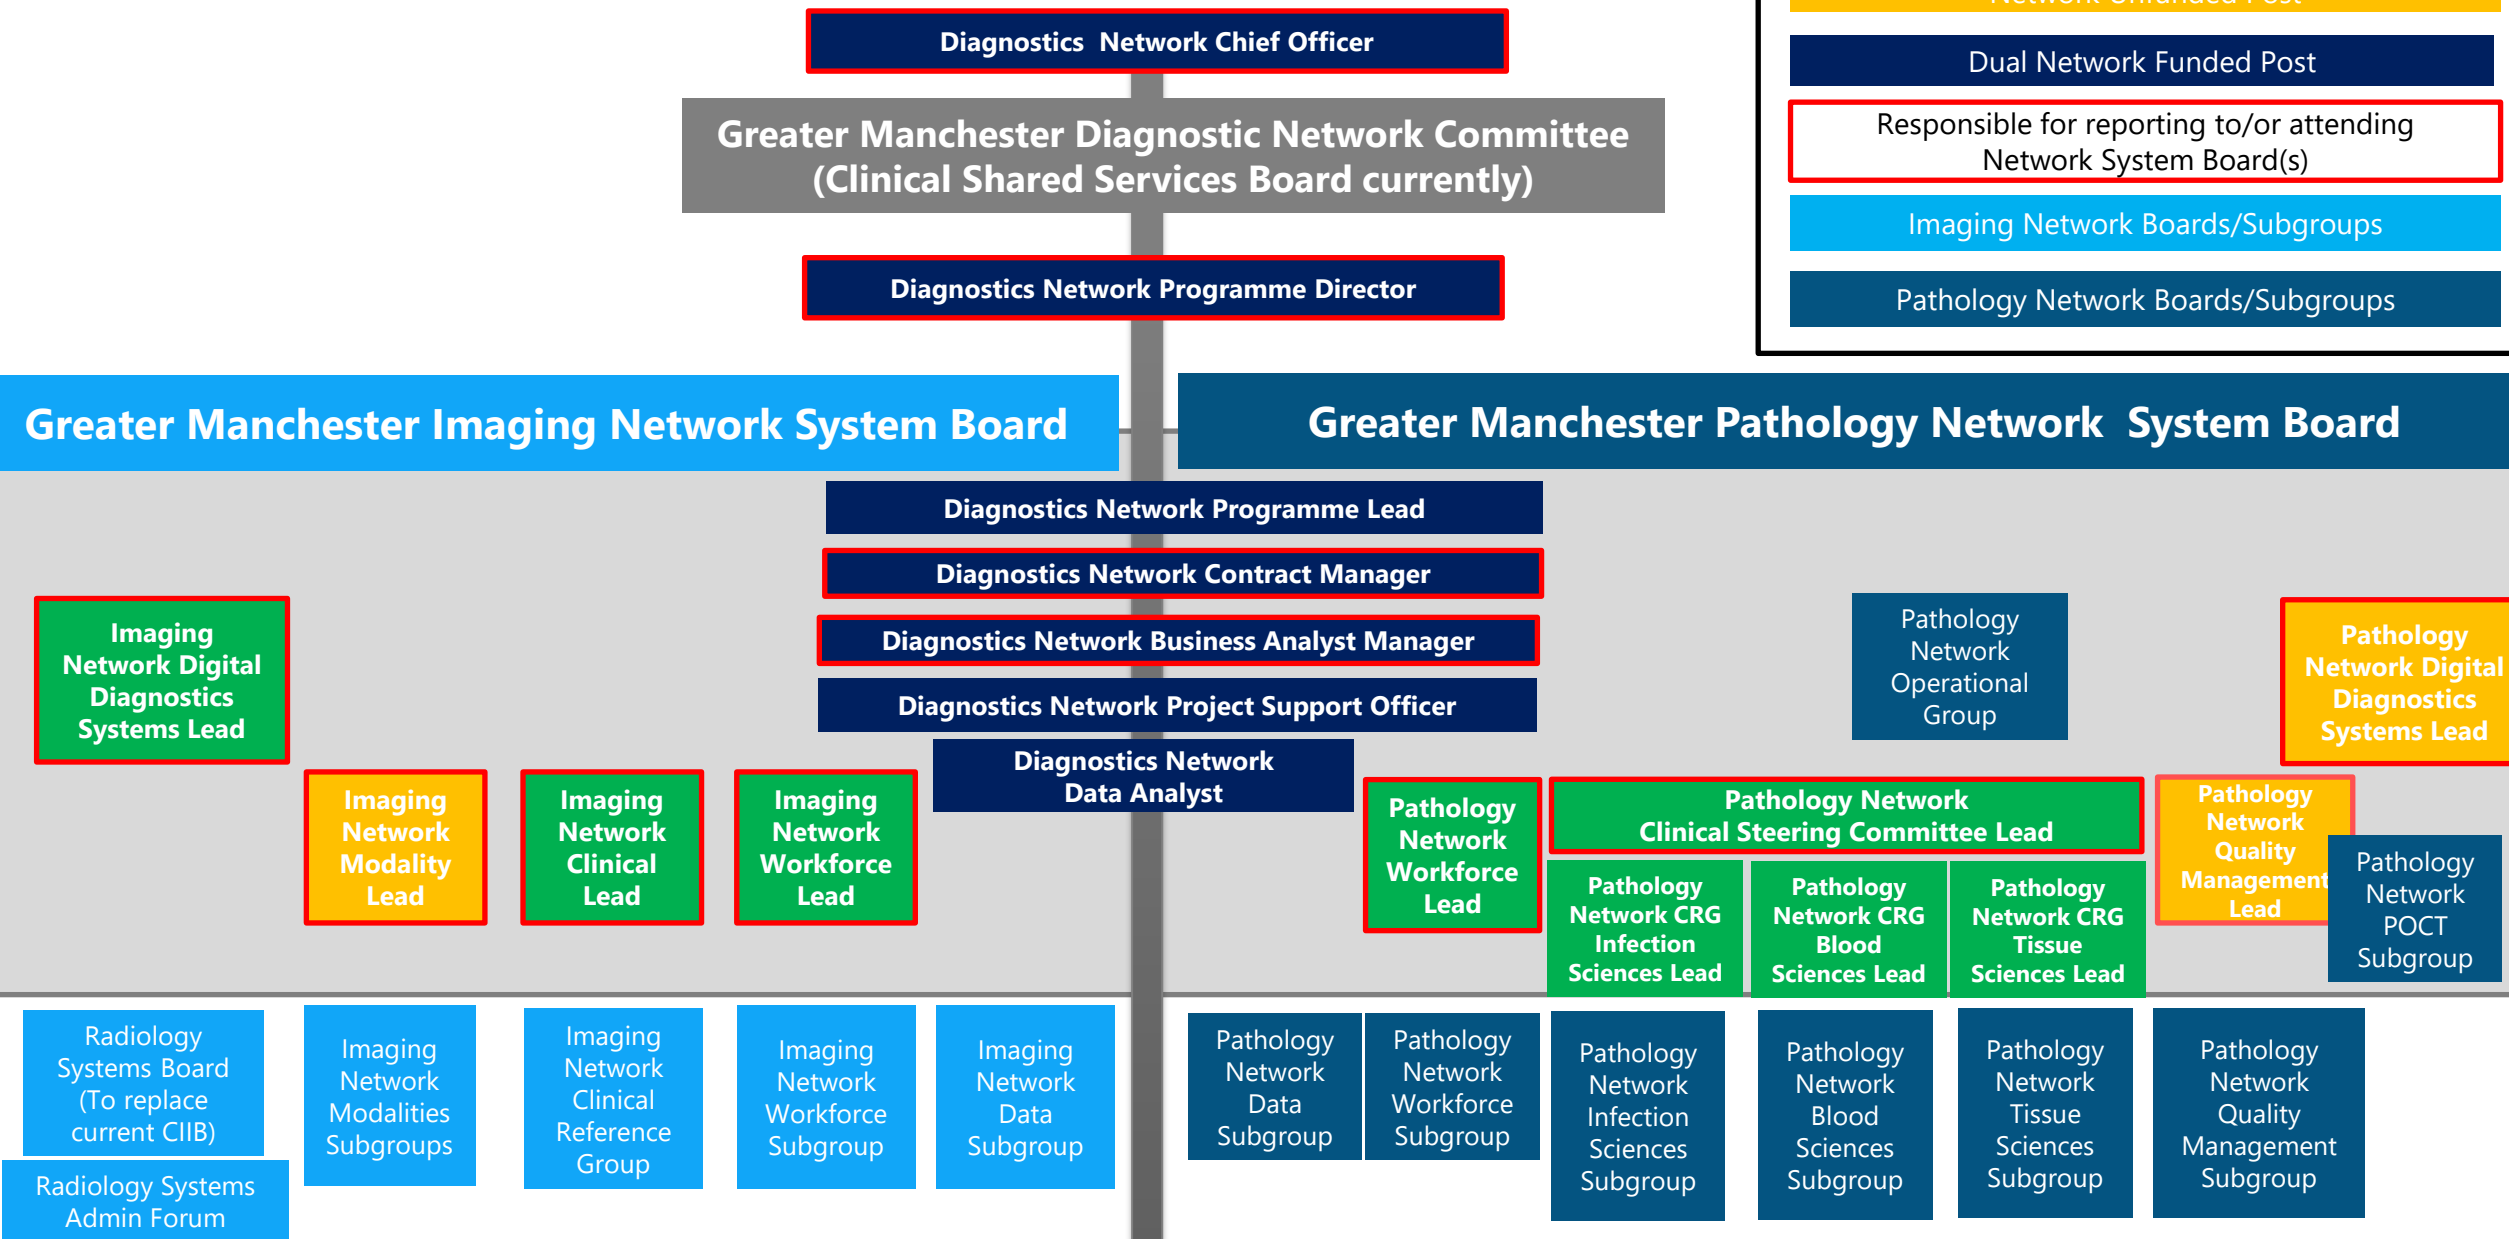 Network Unfunded Post
Diagnostics Network Chief Officer
Dual Network Funded Post
Greater Manchester Diagnostic Network Committee
(Clinical Shared Services Board currently)
Responsible for reporting to/or attending
Network System Board(s)
Imaging Network Boards/Subgroups
Diagnostics Network Programme Director
Pathology Network Boards/Subgroups
Greater Manchester Imaging Network System Board
Greater Manchester Pathology Network System Board
Diagnostics Network Programme Lead
Diagnostics Network Contract Manager
Diagnostics Network Business Analyst Manager
Diagnostics Network Project Support Officer
Diagnostics Network
Data Analyst
Imaging
Network Digital
Diagnostics
Systems Lead
Imaging
Network
Modality
Lead
Imaging
Network
Clinical
Lead
Imaging
Network
Workforce
Lead
Pathology
Network
Operational
Group
Pathology
Network Digital
Diagnostics
Systems Lead
Pathology
Network
Workforce
Lead
Pathology Network
Clinical Steering Committee Lead
Pathology
Network CRG
Infection
Sciences Lead
Pathology
Network CRG
Blood
Sciences Lead
Pathology
Network CRG
Tissue
Sciences Lead
Pathology
Network
Quality
Management
Lead
Pathology
Network
POCT
Subgroup
Radiology
Systems Board
(To replace
current CIIB)
Radiology Systems
Admin Forum
Imaging
Network
Modalities
Subgroups
Imaging
Network
Clinical
Reference
Group
Imaging
Network
Workforce
Subgroup
Imaging
Network
Data
Subgroup
Pathology
Network
Data
Subgroup
Pathology
Network
Workforce
Subgroup
Pathology
Network
Infection
Sciences
Subgroup
Pathology
Network
Blood
Sciences
Subgroup
Pathology
Network
Tissue
Sciences
Subgroup
Pathology
Network
Quality
Management
Subgroup